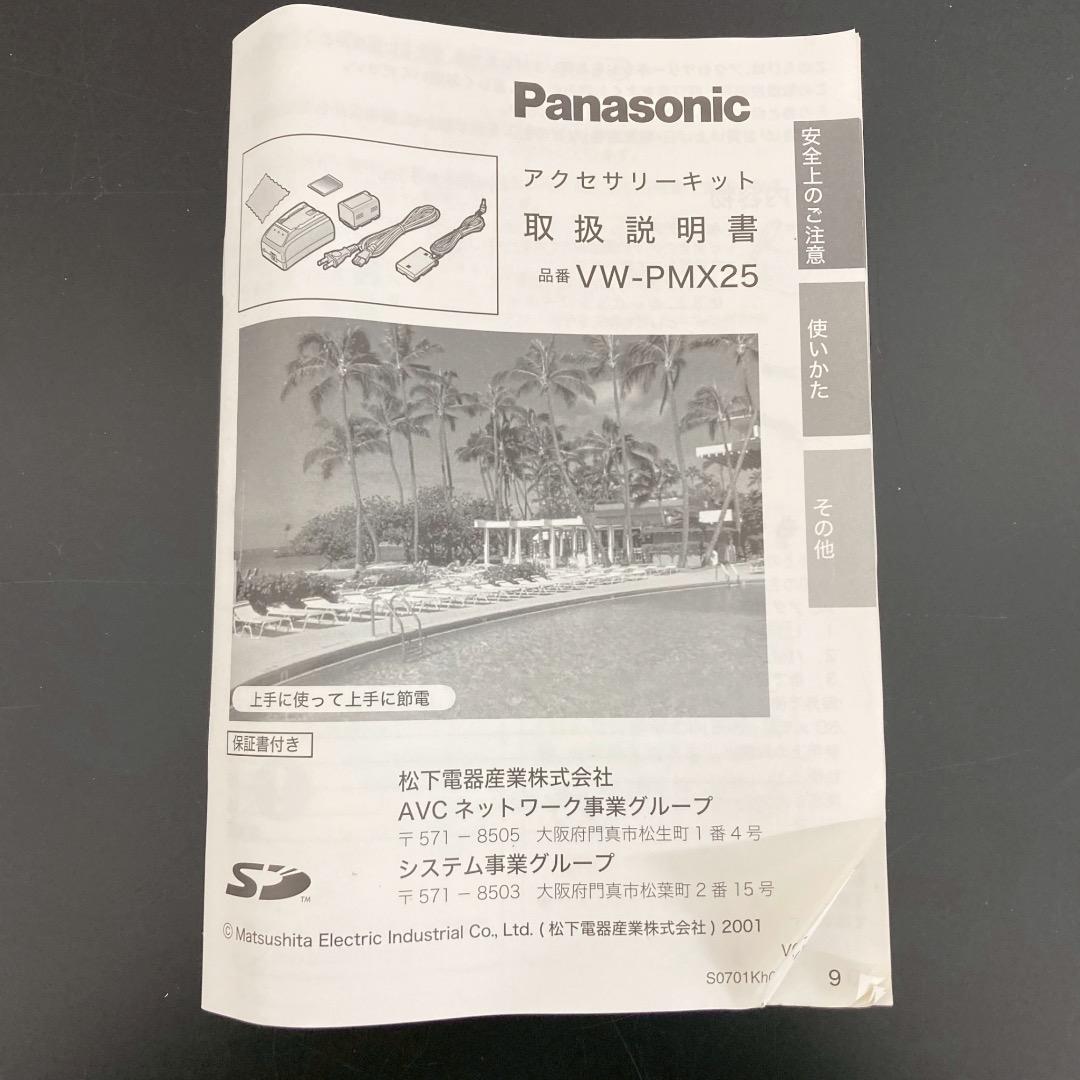 Panasonic
アクセサリーキット
取扱説明書
品番 VW-PMX25
安全上のご注意
使いかた
その他
上手に使って上手に節電
保証書付き
松下電器産業株式会社
AVC ネットワーク事業グループ
〒571－8505 大阪府門真市松生町1番4号
システム事業グループ
〒571－8503 大阪府門真市松葉町2番15号
SD TM
© Matsushita Electric Industrial Co., Ltd. (松下電器産業株式会社) 2001
S0701Kh
9